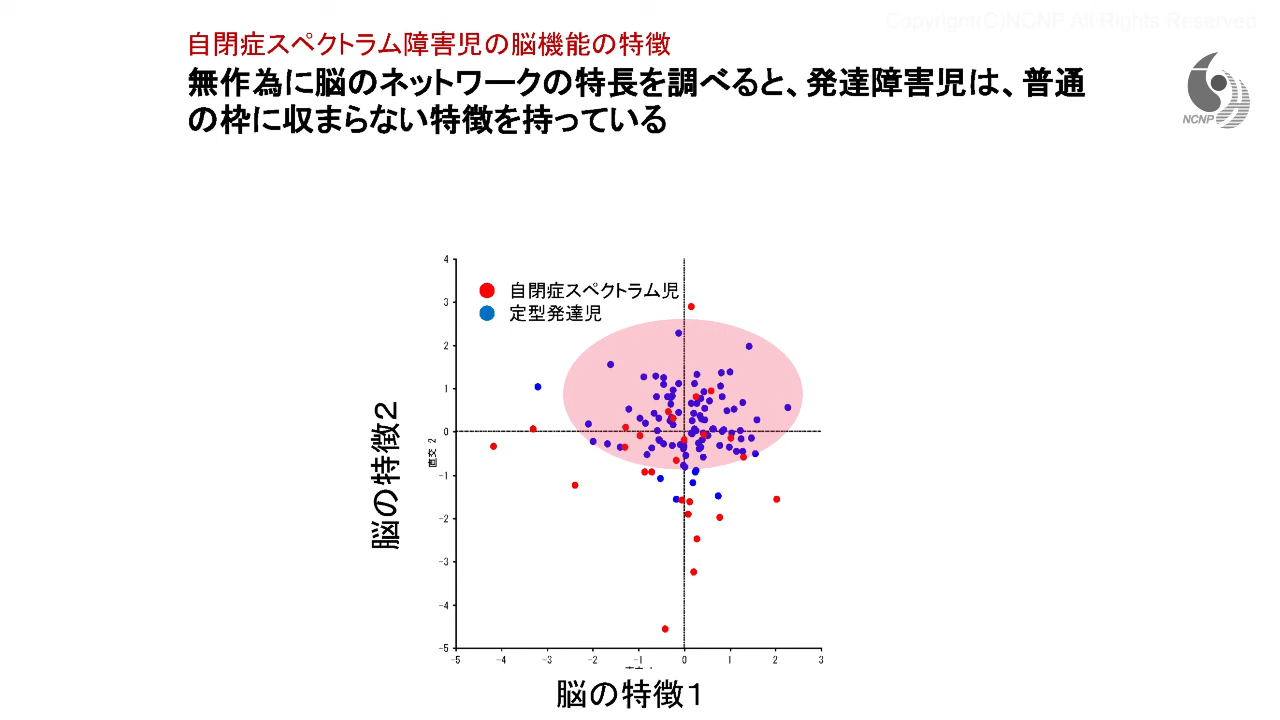 Copyright(C)NCNP All Rights Reserved
自閉症スペクトラム障害児の脳機能の特徴
無作為に脳のネットワークの特長を調べると、発達障害児は、普通
の枠に収まらない特徴を持っている
NCNP
自閉症スペクトラム児
定型発達児
4
3
2
1
0
-1
-2
-3
-4
-5
直交 2
脳の特徴2
-5 -4 -3 -2 -1 0 1 2 3
脳の特徴1